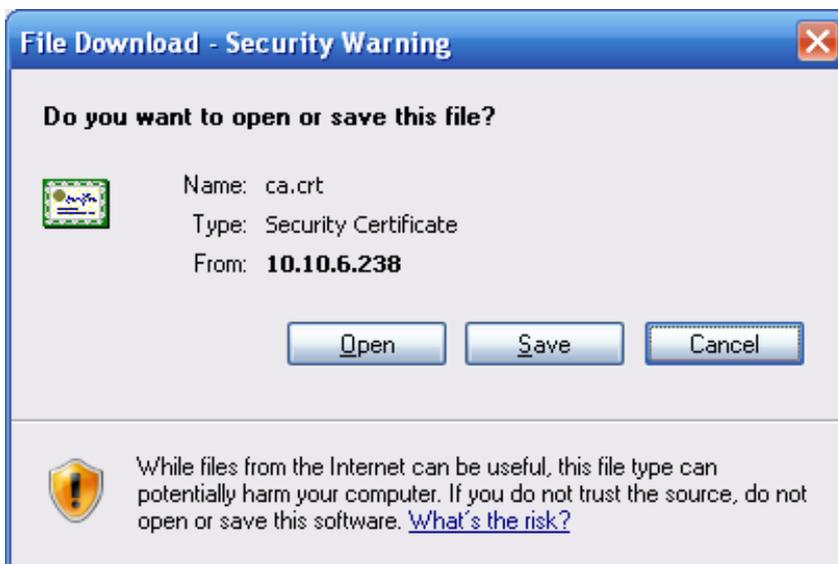 File Download - Security Warning
Do you want to open or save this file?
Name: ca.crt
Type: Security Certificate
From: 10.10.6.238
Open Save Cancel
While files from the Internet can be useful, this file type can
potentially harm your computer. If you do not trust the source, do not
open or save this software. What's the risk?